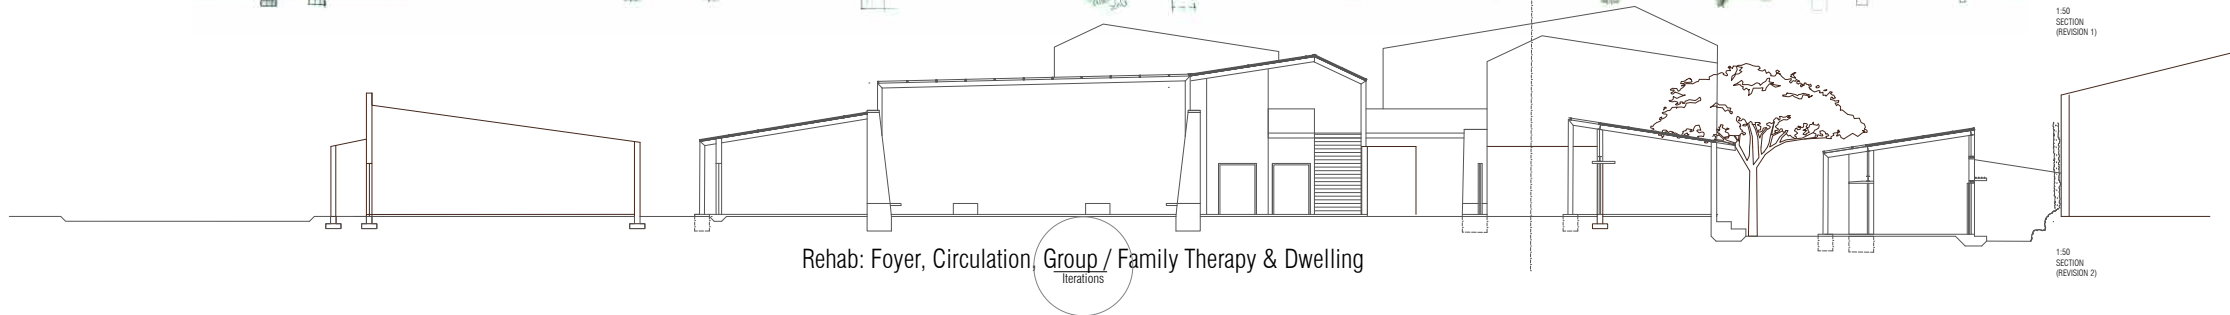 1:50
SECTION
(REVISION 1)
Rehab: Foyer, Circulation, Group / Family Therapy & Dwelling
Iterations
1:50
SECTION
(REVISION 2)